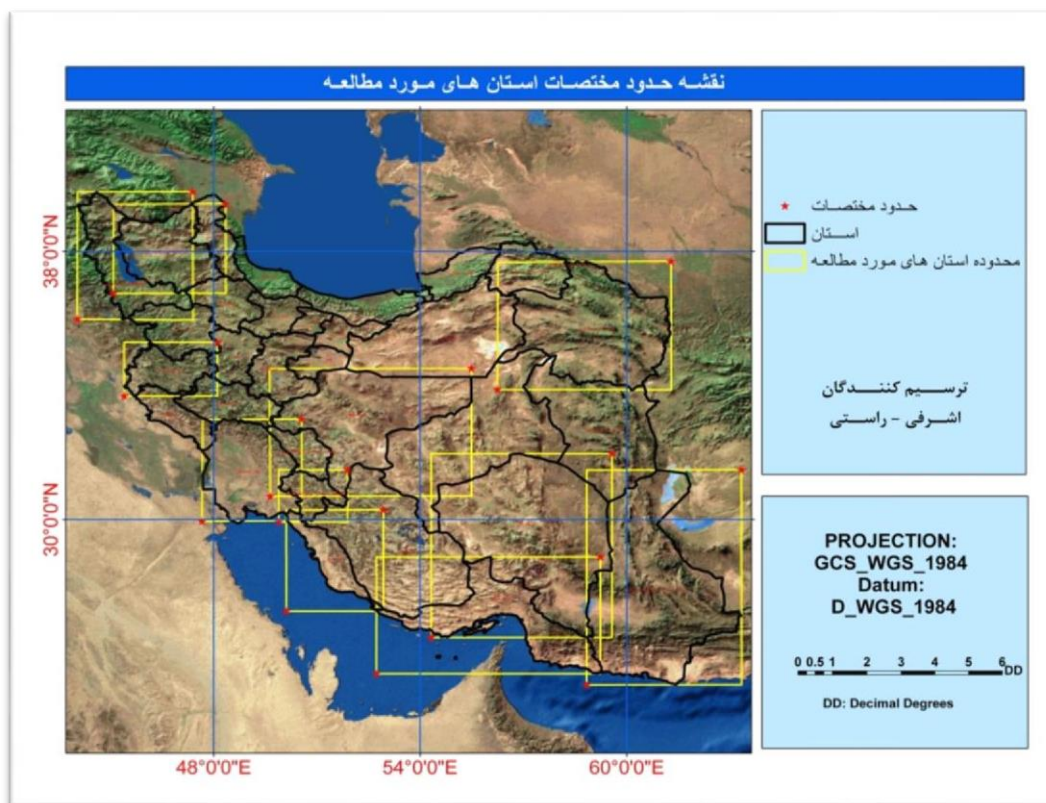 نقشه حدود مختصات استان های مورد مطالعه
حدود مختصات
استان
محدوده استان های مورد مطالعه
ترسیم کنندگان
اشرفی - راستی
PROJECTION:
GCS_WGS_1984
Datum:
D_WGS_1984
0 0.5 1 2 3 4 5 6 DD
DD: Decimal Degrees
38°0'0"N
30°0'0"N
48°0'0"E 54°0'0"E 60°0'0"E